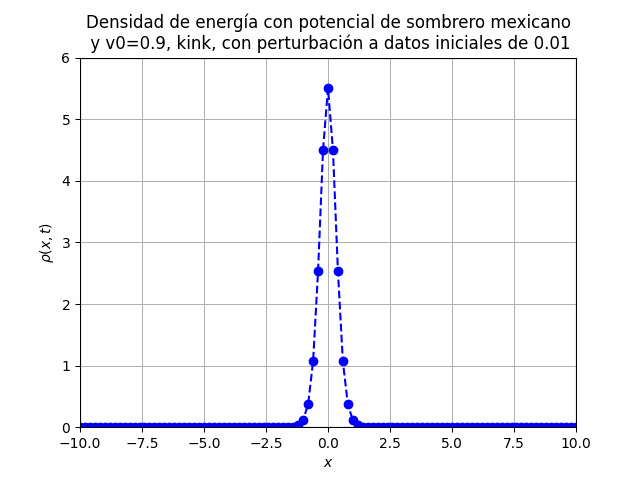 Densidad de energía con potencial de sombrero mexicano
y v0=0.9, kink, con perturbación a datos iniciales de 0.01
6
5
4
3
2
1
0
ρ(x, t)
−10.0 −7.5 −5.0 −2.5 0.0 2.5 5.0 7.5 10.0
x